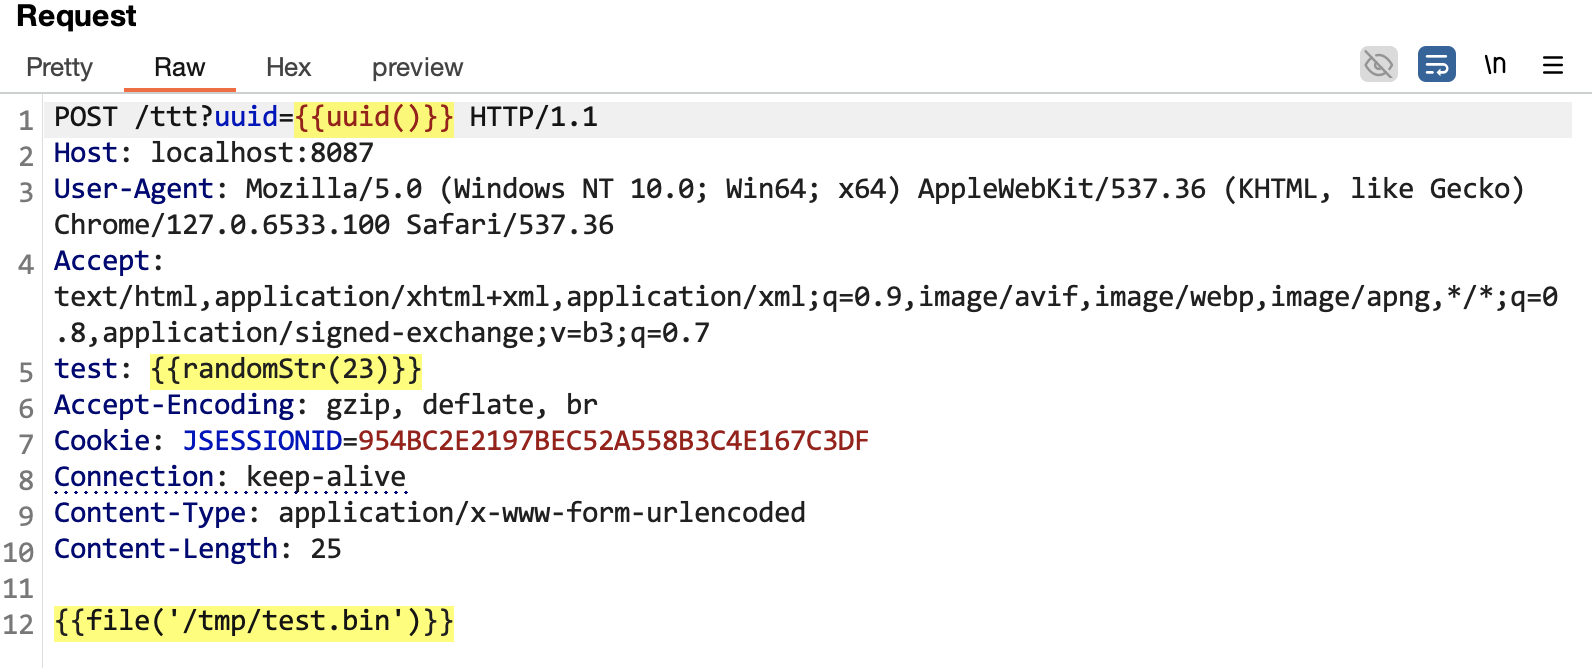 Request
Pretty Raw Hex preview \n
1 POST /ttt?uuid={{uuid()}} HTTP/1.1
2 Host: localhost:8087
3 User-Agent: Mozilla/5.0 (Windows NT 10.0; Win64; x64) AppleWebKit/537.36 (KHTML, like Gecko)
Chrome/127.0.6533.100 Safari/537.36
4 Accept:
text/html,application/xhtml+xml,application/xml;q=0.9,image/avif,image/webp,image/apng,*/*;q=0
.8,application/signed-exchange;v=b3;q=0.7
5 test: {{randomStr(23)}}
6 Accept-Encoding: gzip, deflate, br
7 Cookie: JSESSIONID=954BC2E2197BEC52A558B3C4E167C3DF
8 Connection: keep-alive
9 Content-Type: application/x-www-form-urlencoded
10 Content-Length: 25
11
12 {{file('/tmp/test.bin')}}